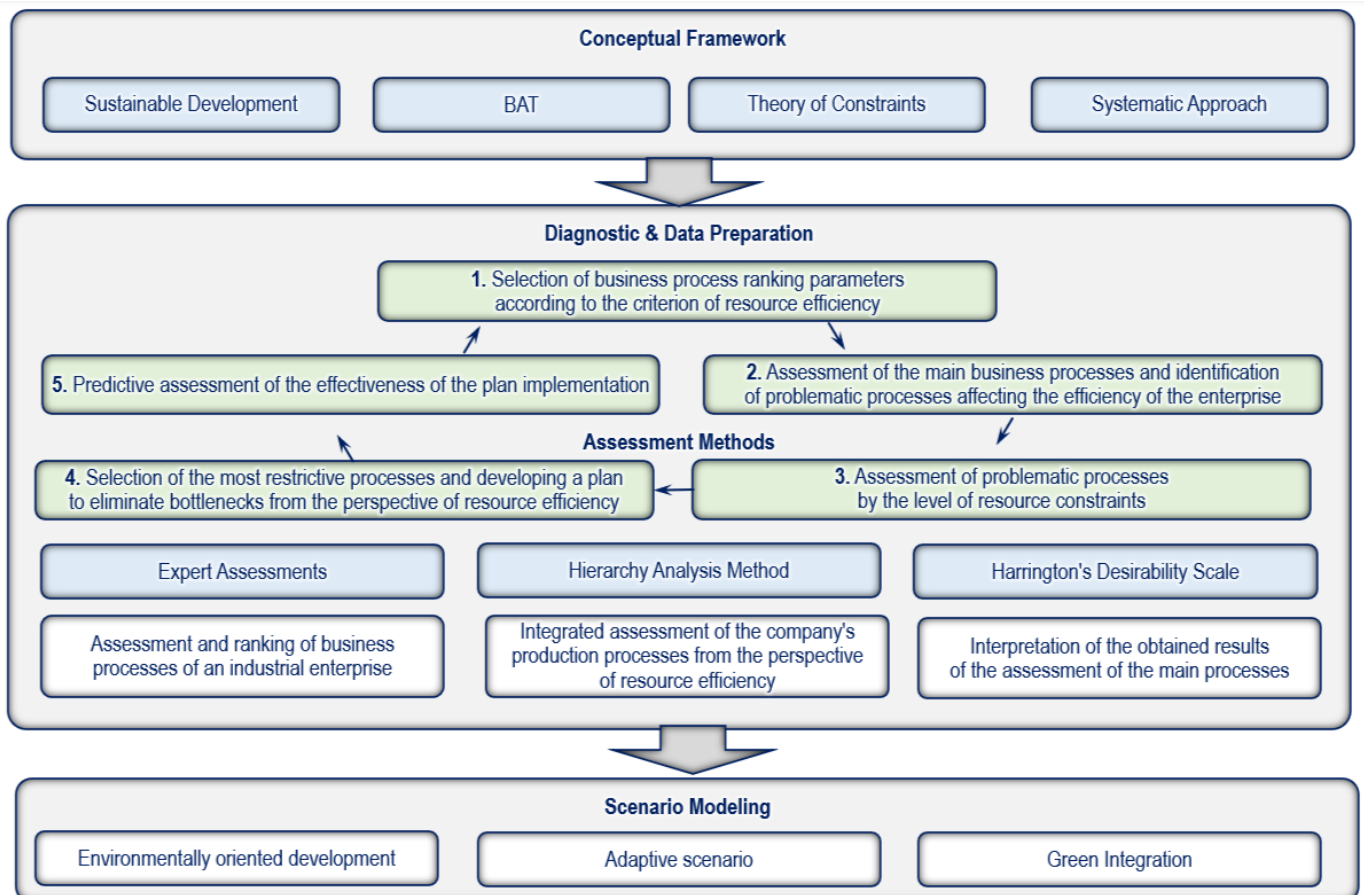 Conceptual Framework
Sustainable Development
BAT
Theory of Constraints
Systematic Approach
Diagnostic & Data Preparation
1. Selection of business process ranking parameters
according to the criterion of resource efficiency
5. Predictive assessment of the effectiveness of the plan implementation
2. Assessment of the main business processes and identification
of problematic processes affecting the efficiency of the enterprise
Assessment Methods
4. Selection of the most restrictive processes and developing a plan
to eliminate bottlenecks from the perspective of resource efficiency
3. Assessment of problematic processes
by the level of resource constraints
Expert Assessments
Hierarchy Analysis Method
Harrington's Desirability Scale
Assessment and ranking of business
processes of an industrial enterprise
Integrated assessment of the company's
production processes from the perspective
of resource efficiency
Interpretation of the obtained results
of the assessment of the main processes
Scenario Modeling
Environmentally oriented development
Adaptive scenario
Green Integration